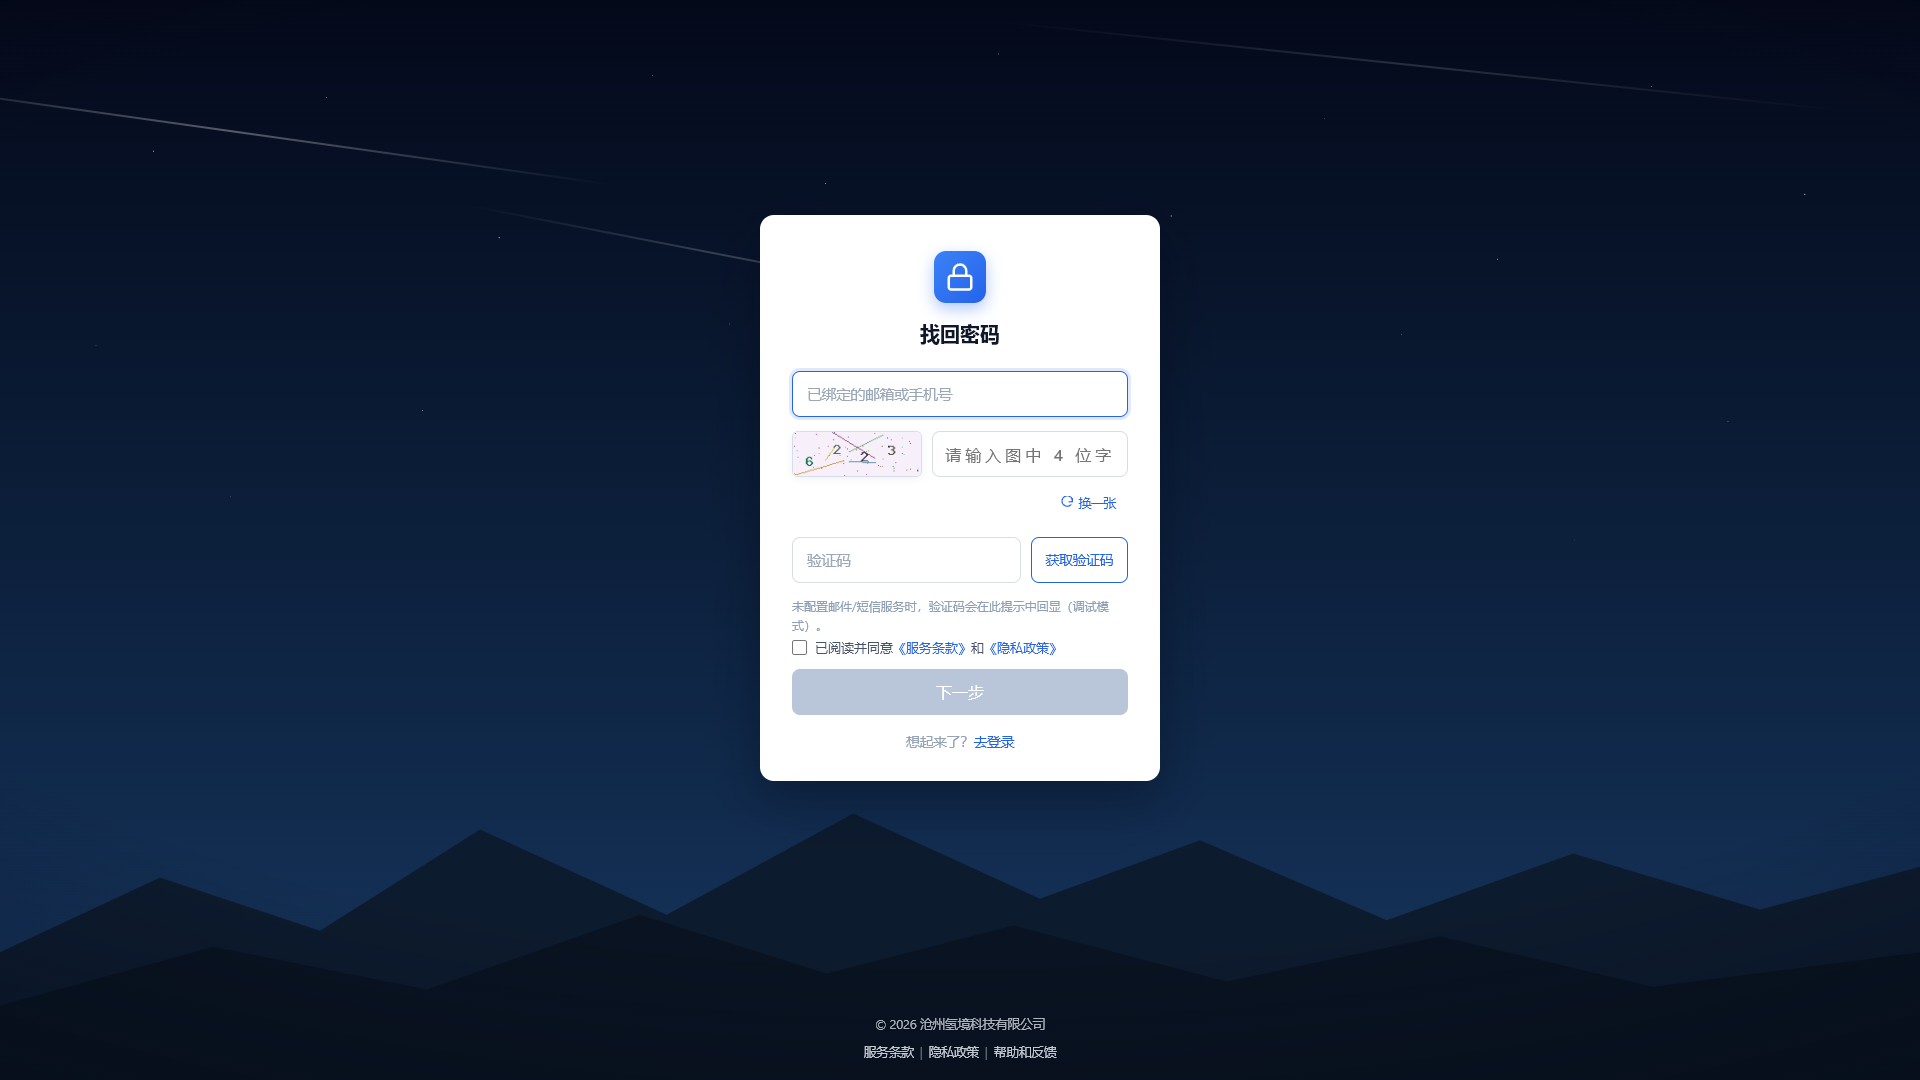 找回密码
已绑定的邮箱或手机号
6 2 2 3
请输入图中 4 位字
换一张
验证码
获取验证码
未配置邮件/短信服务时，验证码会在此提示中回显（调试模
式）。
已阅读并同意《服务条款》和《隐私政策》
下一步
想起来了？去登录
© 2026 沧州氢境科技有限公司
服务条款 | 隐私政策 | 帮助和反馈